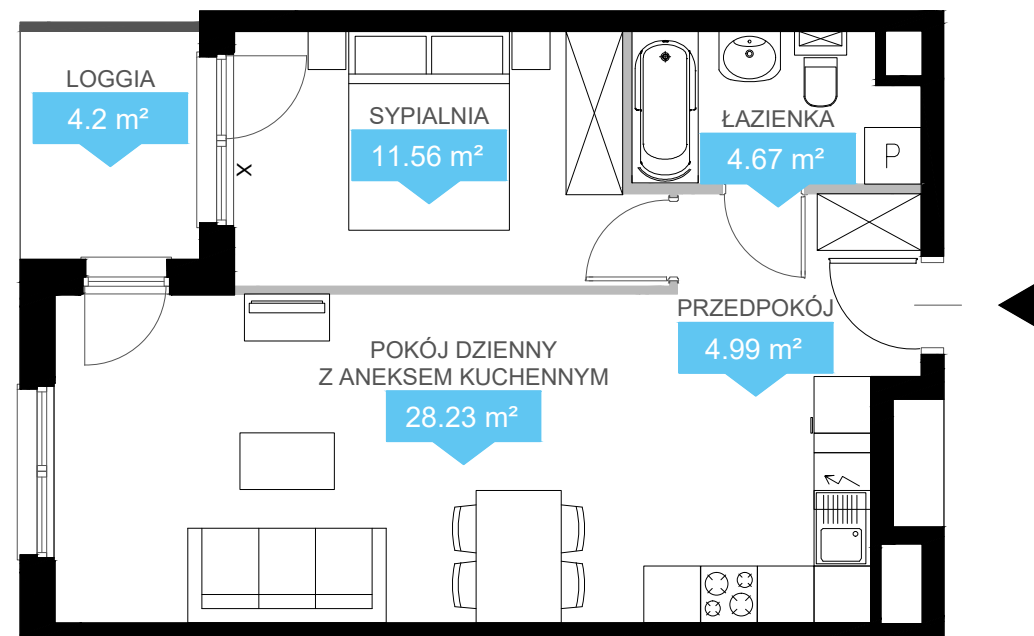 LOGGIA
4.2 m²
SYPIALNIA
11.56 m²
X
ŁAZIENKA
4.67 m²
P
PRZEDPOKÓJ
4.99 m²
POKÓJ DZIENNY
Z ANEKSEM KUCHENNYM
28.23 m²